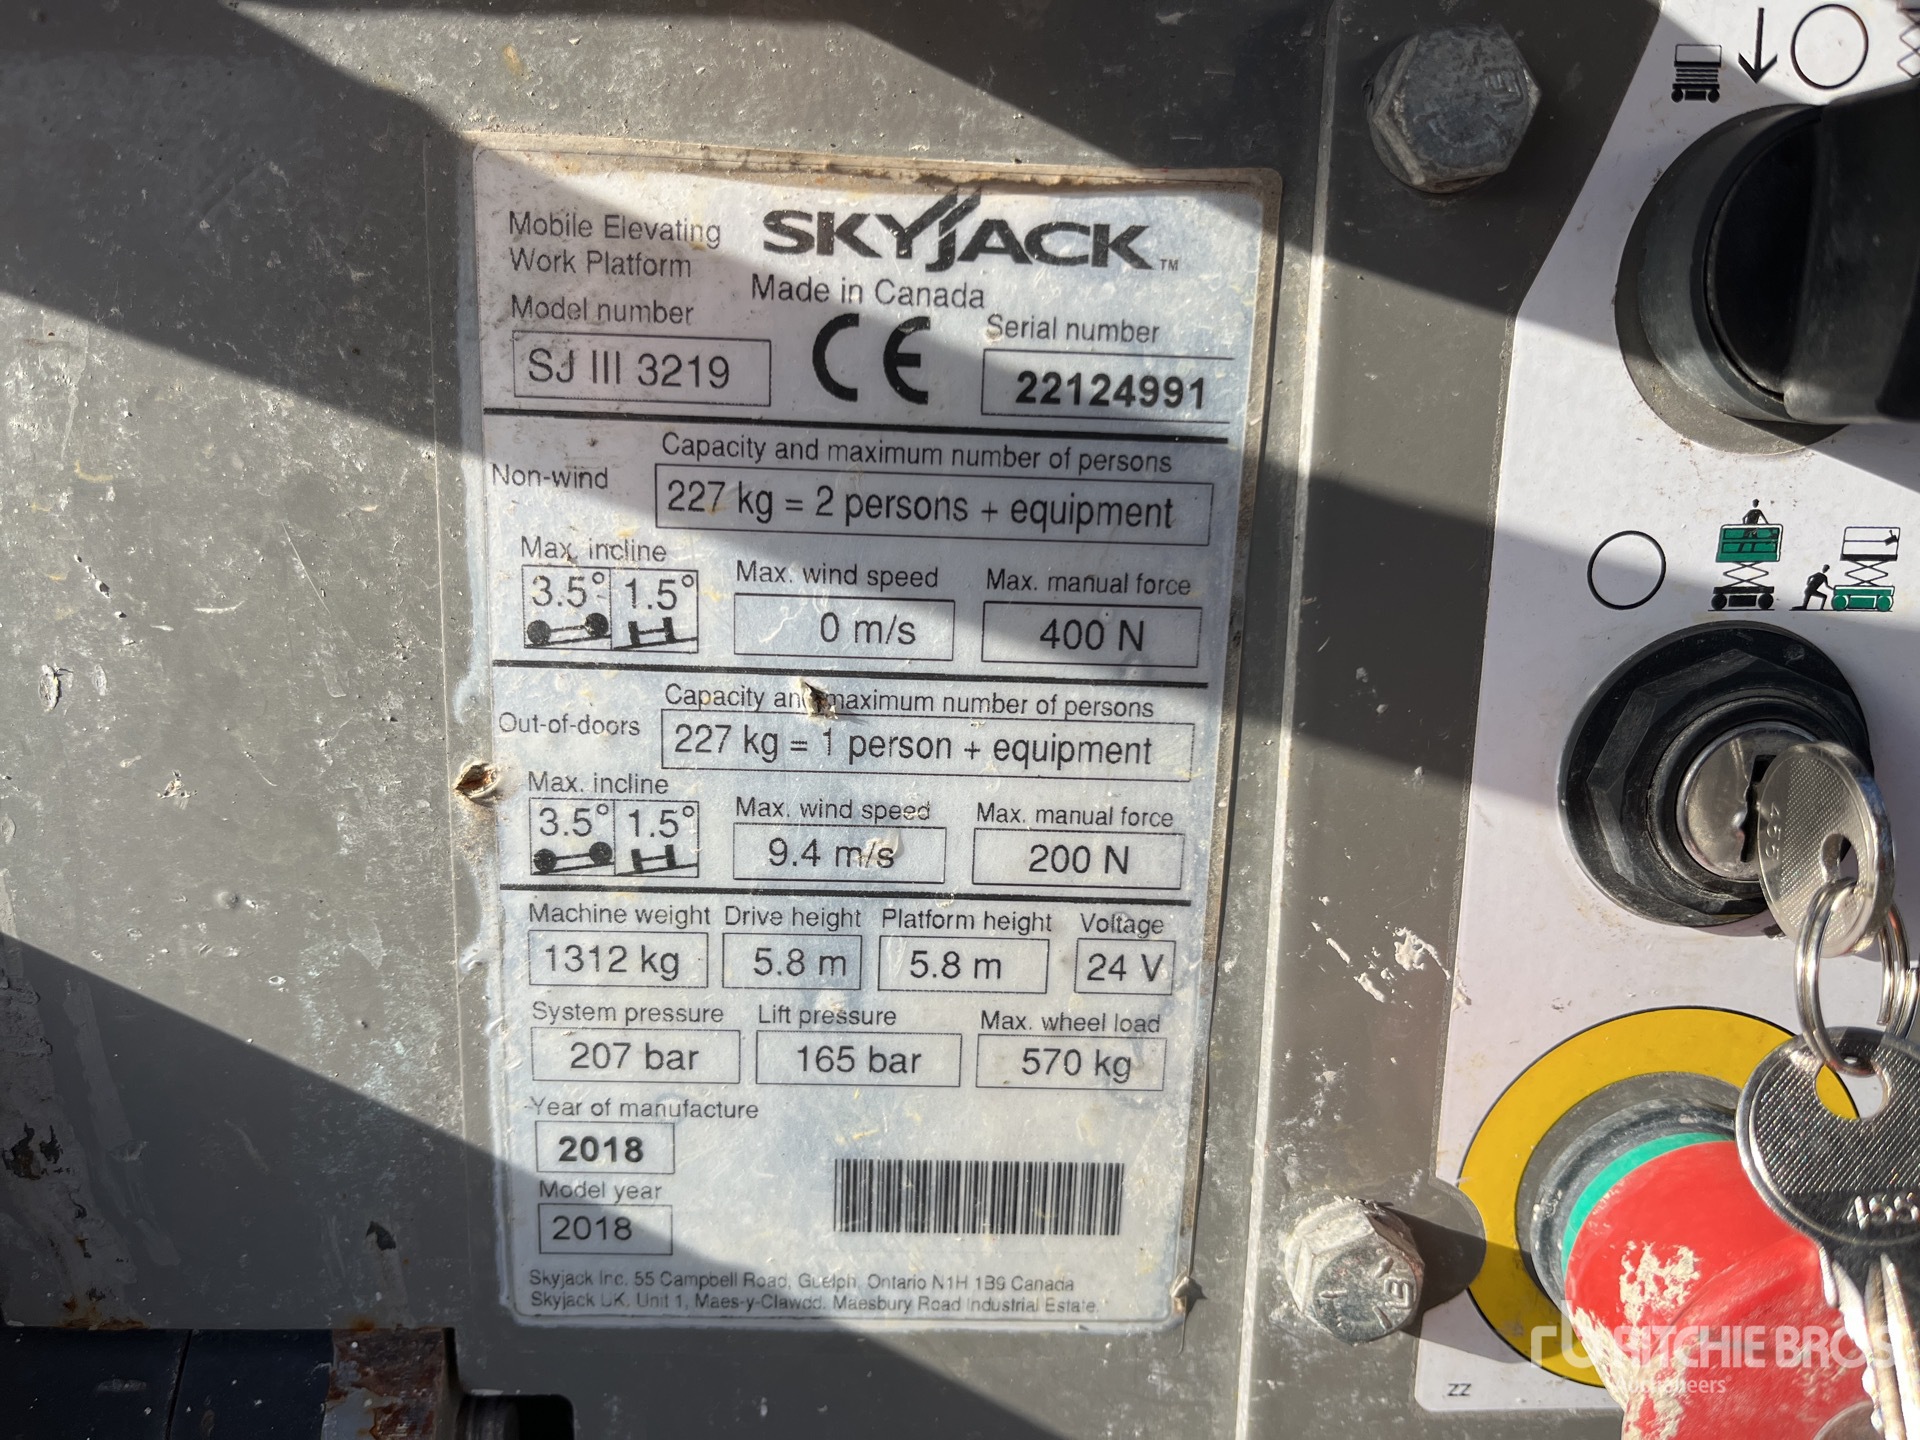 Mobile Elevating
Work Platform
SKYJACK™
Made in Canada
Model number
SJ III 3219
CE
Serial number
22124991
Non-wind
Capacity and maximum number of persons
227 kg = 2 persons + equipment
Max. incline
3.5° 1.5°
Max. wind speed
0 m/s
Max. manual force
400 N
Out-of-doors
Capacity and maximum number of persons
227 kg = 1 person + equipment
Max. incline
3.5° 1.5°
Max. wind speed
9.4 m/s
Max. manual force
200 N
Machine weight Drive height Platform height Voltage
1312 kg 5.8 m 5.8 m 24 V
System pressure Lift pressure Max. wheel load
207 bar 165 bar 570 kg
Year of manufacture
2018
Model year
2018
Skyjack Inc. 55 Campbell Road, Guelph, Ontario N1H 1B9 Canada
Skyjack UK. Unit 1, Maes-y-Clawdd. Maesbury Road Industrial Estate.
455
455
ZZ
rb RITCHIE BROS
Auctioneers